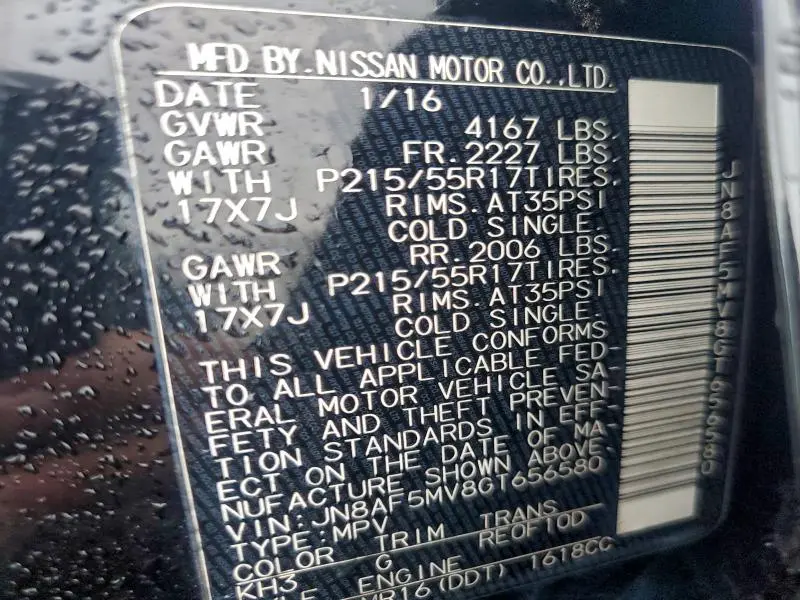 MFD BY.NISSAN MOTOR CO.,LTD.
DATE 1/16
GVWR 4167 LBS.
GAWR FR.2227 LBS.
WITH P215/55R17TIRES.
17X7J RIMS.AT35PSI
COLD SINGLE.
GAWR RR.2006 LBS.
WITH P215/55R17TIRES.
17X7J RIMS.AT35PSI
COLD SINGLE.
THIS VEHICLE CONFORMS
TO ALL APPLICABLE FED-
ERAL MOTOR VEHICLE SA-
FETY AND THEFT PREVEN-
TION STANDARDS IN EFF-
ECT ON THE DATE OF MA-
NUFACTURE SHOWN ABOVE.
VIN:JN8AF5MV8GT656580
TYPE:MPV
COLOR TRIM TRANS
KH3 G RE0F10D
ENGINE
MR16(DDT) 1618CC
JN8AF5MV8GT656580